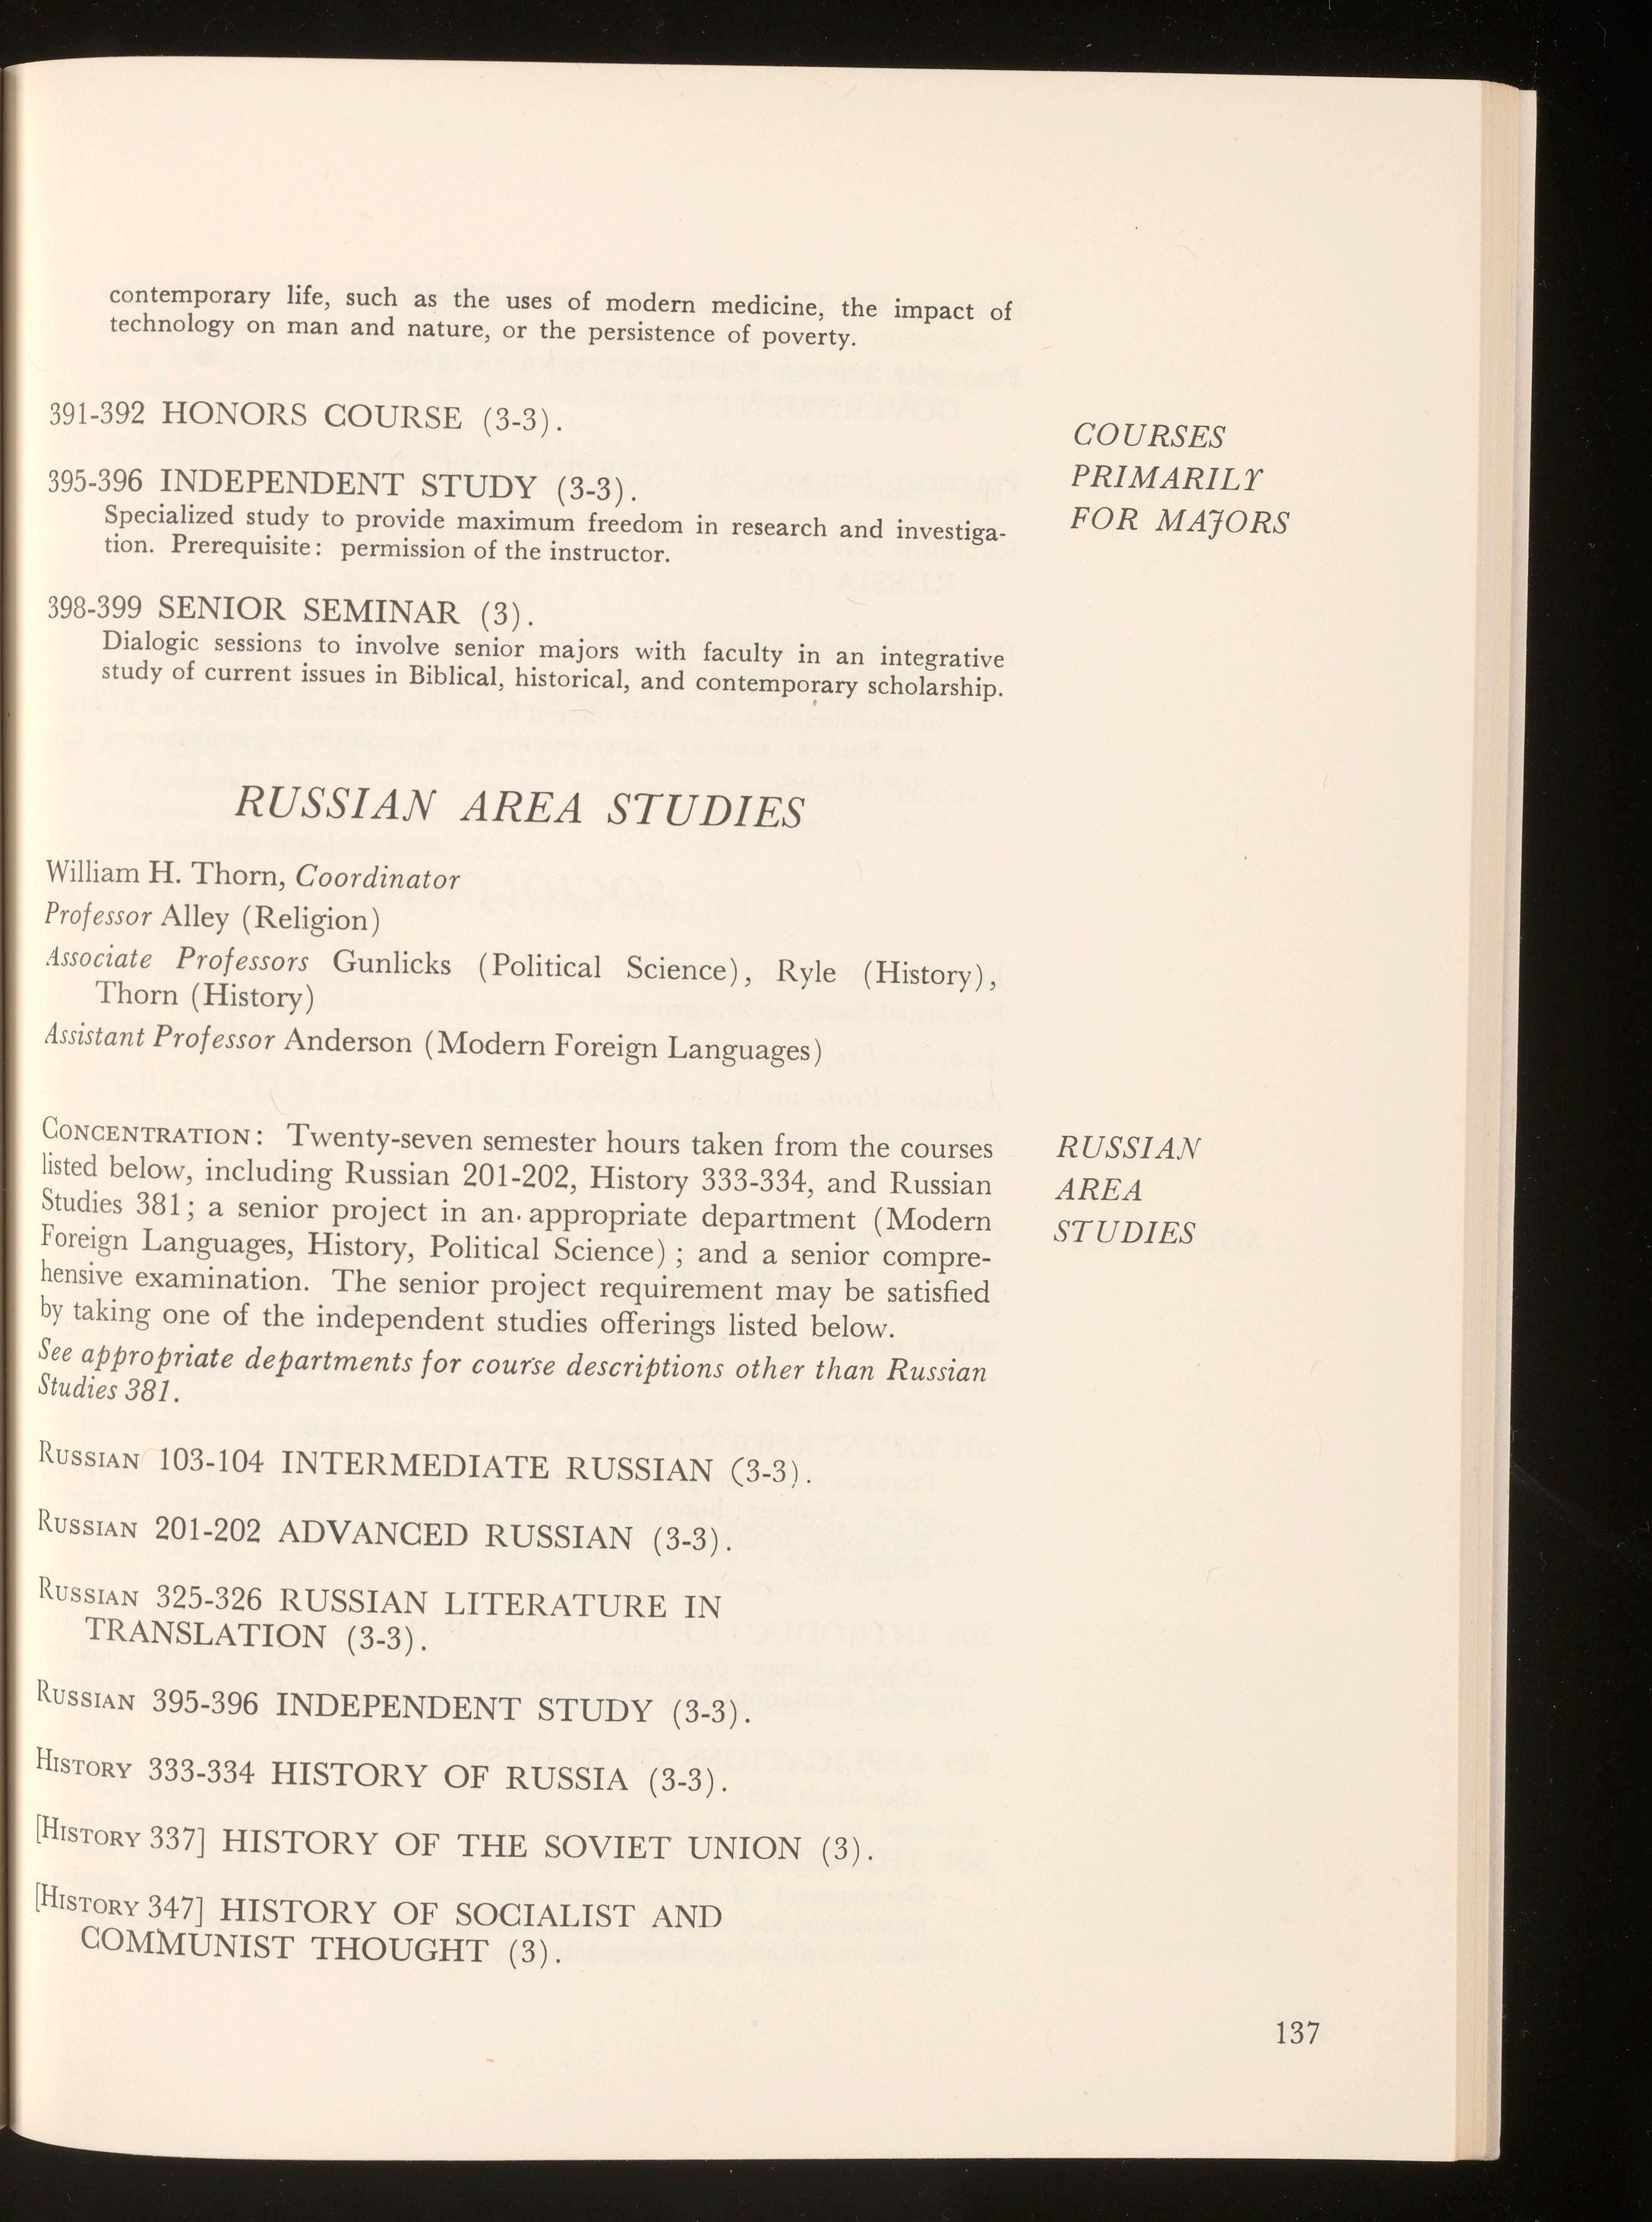 contemporary life, such as the uses of modern medicine, the impact of
technology on man and nature, or the persistence of poverty.
391-392 HONORS COURSE (3-3).
COURSES
PRIMARILY
FOR MAJORS
395-396 INDEPENDENT STUDY (3-3).
Specialized study to provide maximum freedom in research and investiga-
tion. Prerequisite: permission of the instructor.
398-399 SENIOR SEMINAR (3).
Dialogic sessions to involve senior majors with faculty in an integrative
study of current issues in Biblical, historical, and contemporary scholarship.
RUSSIAN AREA STUDIES
William H. Thorn, Coordinator
Professor Alley (Religion)
Associate Professors Gunlicks (Political Science), Ryle (History),
Thorn (History)
Assistant Professor Anderson (Modern Foreign Languages)
RUSSIAN
AREA
STUDIES
CONCENTRATION: Twenty-seven semester hours taken from the courses
listed below, including Russian 201-202, History 333-334, and Russian
Studies 381; a senior project in an appropriate department (Modern
Foreign Languages, History, Political Science); and a senior compre-
hensive examination. The senior project requirement may be satisfied
by taking one of the independent studies offerings listed below.
See appropriate departments for course descriptions other than Russian
Studies 381.
RUSSIAN 103-104 INTERMEDIATE RUSSIAN (3-3).
RUSSIAN 201-202 ADVANCED RUSSIAN (3-3).
RUSSIAN 325-326 RUSSIAN LITERATURE IN
TRANSLATION (3-3).
RUSSIAN 395-396 INDEPENDENT STUDY (3-3).
HISTORY 333-334 HISTORY OF RUSSIA (3-3).
[HISTORY 337] HISTORY OF THE SOVIET UNION (3).
[HISTORY 347] HISTORY OF SOCIALIST AND
COMMUNIST THOUGHT (3).
137